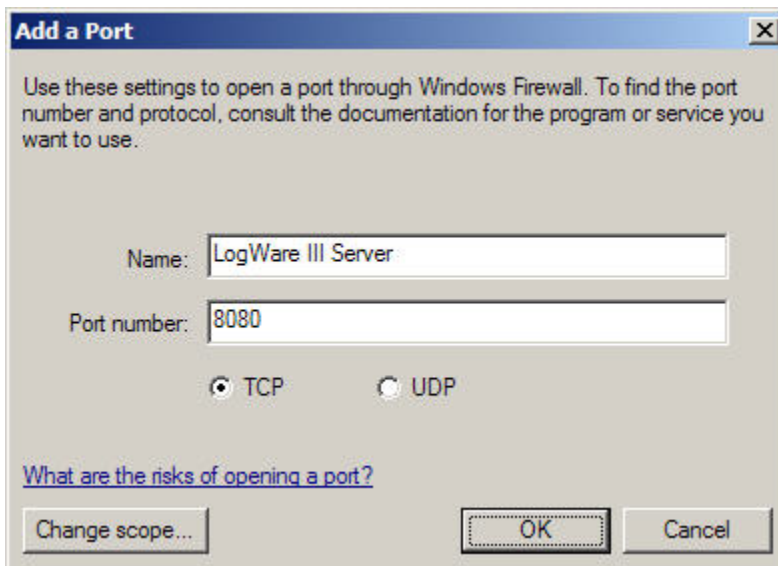 Add a Port
Use these settings to open a port through Windows Firewall. To find the port
number and protocol, consult the documentation for the program or service you
want to use.
Name: LogWare III Server
Port number: 8080
TCP UDP
What are the risks of opening a port?
Change scope... OK Cancel